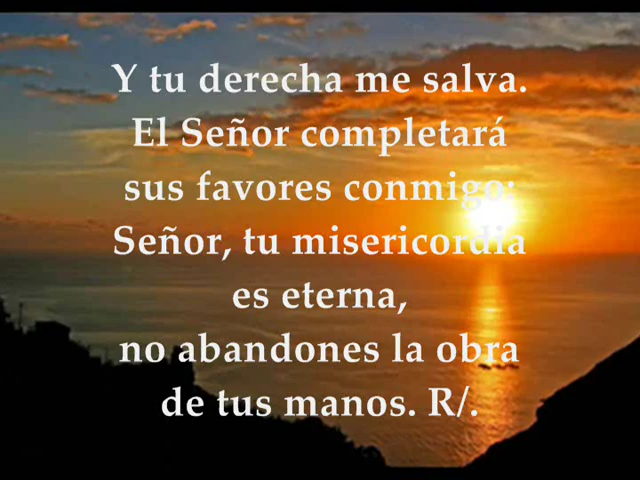 Y tu derecha me salva.
El Señor completará
sus favores conmigo:
Señor, tu misericordia
es eterna,
no abandones la obra
de tus manos. R/.